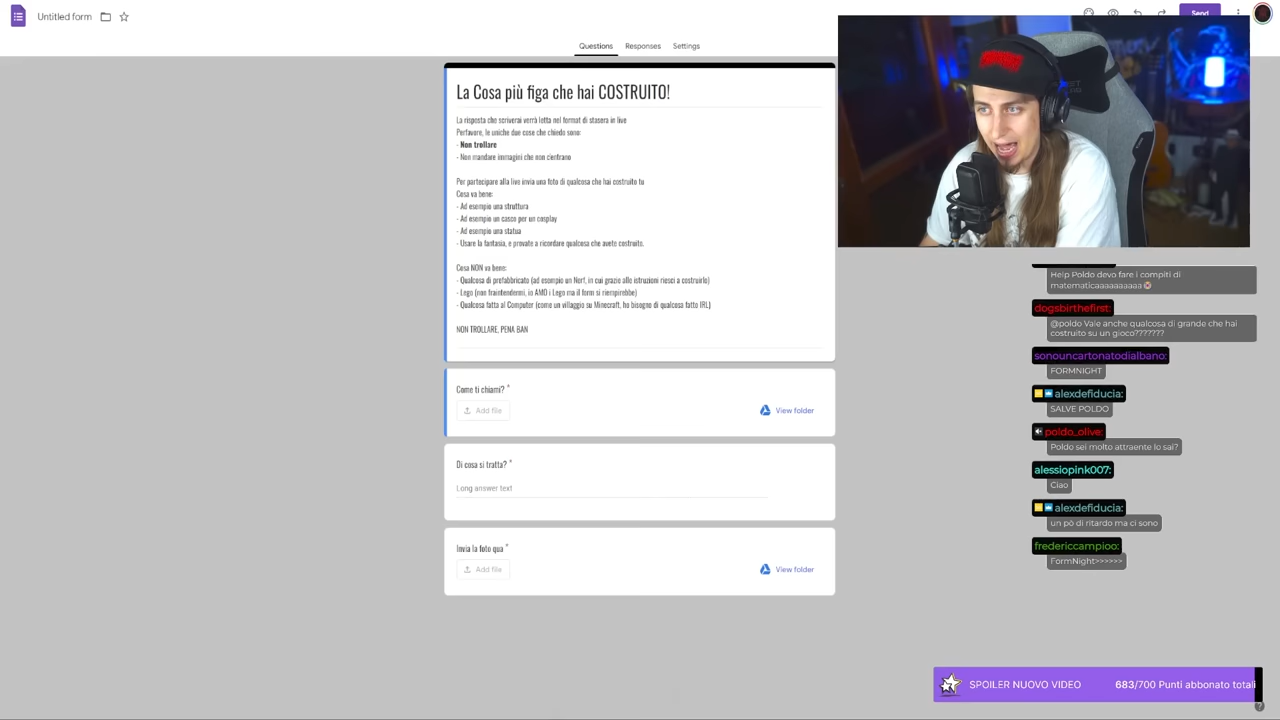 Untitled form
Send
Questions
Responses
Settings
La Cosa più figa che hai COSTRUITO!
La risposta che scriverai verrà letta nel format di stasera in live
Perfavore, le uniche due cose che chiedo sono:
- Non trollare
- Non mandare immagini che non c'entrano
Per partecipare alla live invia una foto di qualcosa che hai costruito tu
Cosa va bene:
- Ad esempio una struttura
- Ad esempio un casco per un cosplay
- Ad esempio una statua
- Usare la fantasia, e provate a ricordare qualcosa che avete costruito.
Cosa NON va bene:
- Qualcosa di prefabbricato (ad esempio un Nerf, in cui grazie alle istruzioni riesci a costruirlo)
- Lego (non fraintendermi, io AMO i Lego ma il form si riempirebbe)
- Qualcosa fatta al Computer (come un villaggio su Minecraft, ho bisogno di qualcosa fatto IRL)
NON TROLLARE, PENA BAN
Come ti chiami? *
Add file
View folder
Di cosa si tratta? *
Long answer text
Invia la foto qua *
Add file
View folder
Help Poldo devo fare i compiti di
matematicaaaaaaaaaa
dogsbirthefirst:
@poldo Vale anche qualcosa di grande che hai
costruito su un gioco???????
sonouncartonatodialbano:
FORMNIGHT
alexdefiducia:
SALVE POLDO
poldo_olive:
Poldo sei molto attraente lo sai?
alessiopink007:
Ciao
alexdefiducia:
un pò di ritardo ma ci sono
fredericcampioo:
FormNight>>>>>>
SPOILER NUOVO VIDEO
683/700 Punti abbonato totali